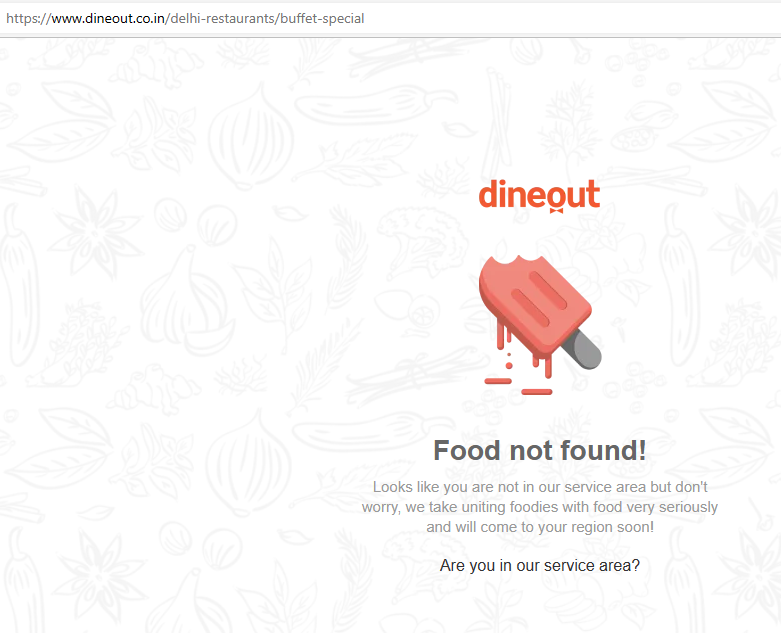 https://www.dineout.co.in/delhi-restaurants/buffet-special
dineout
Food not found!
Looks like you are not in our service area but don't
worry, we take uniting foodies with food very seriously
and will come to your region soon!
Are you in our service area?